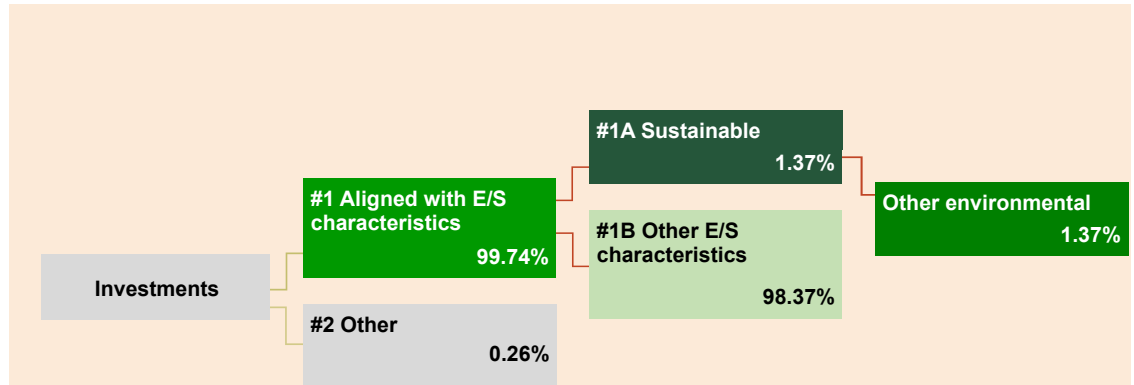 Investments
#1 Aligned with E/S
characteristics
99.74%
#2 Other
0.26%
#1A Sustainable
1.37%
#1B Other E/S
characteristics
98.37%
Other environmental
1.37%